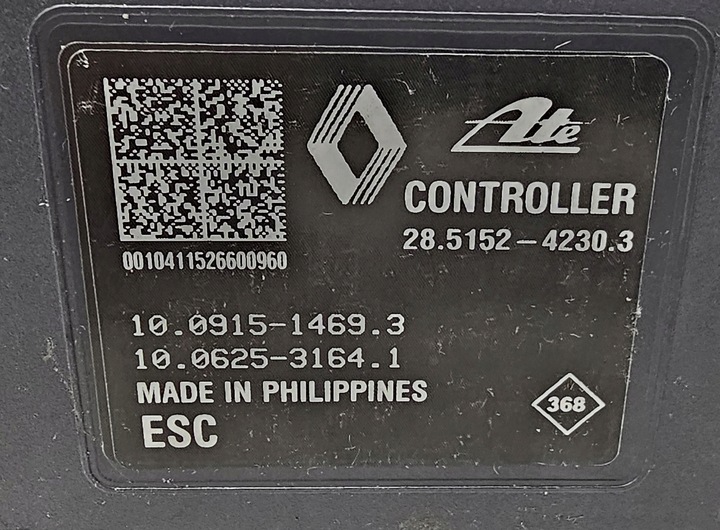 Ate
CONTROLLER
28.5152-4230.3
0010411526600960
10.0915-1469.3
10.0625-3164.1
MADE IN PHILIPPINES
ESC
368